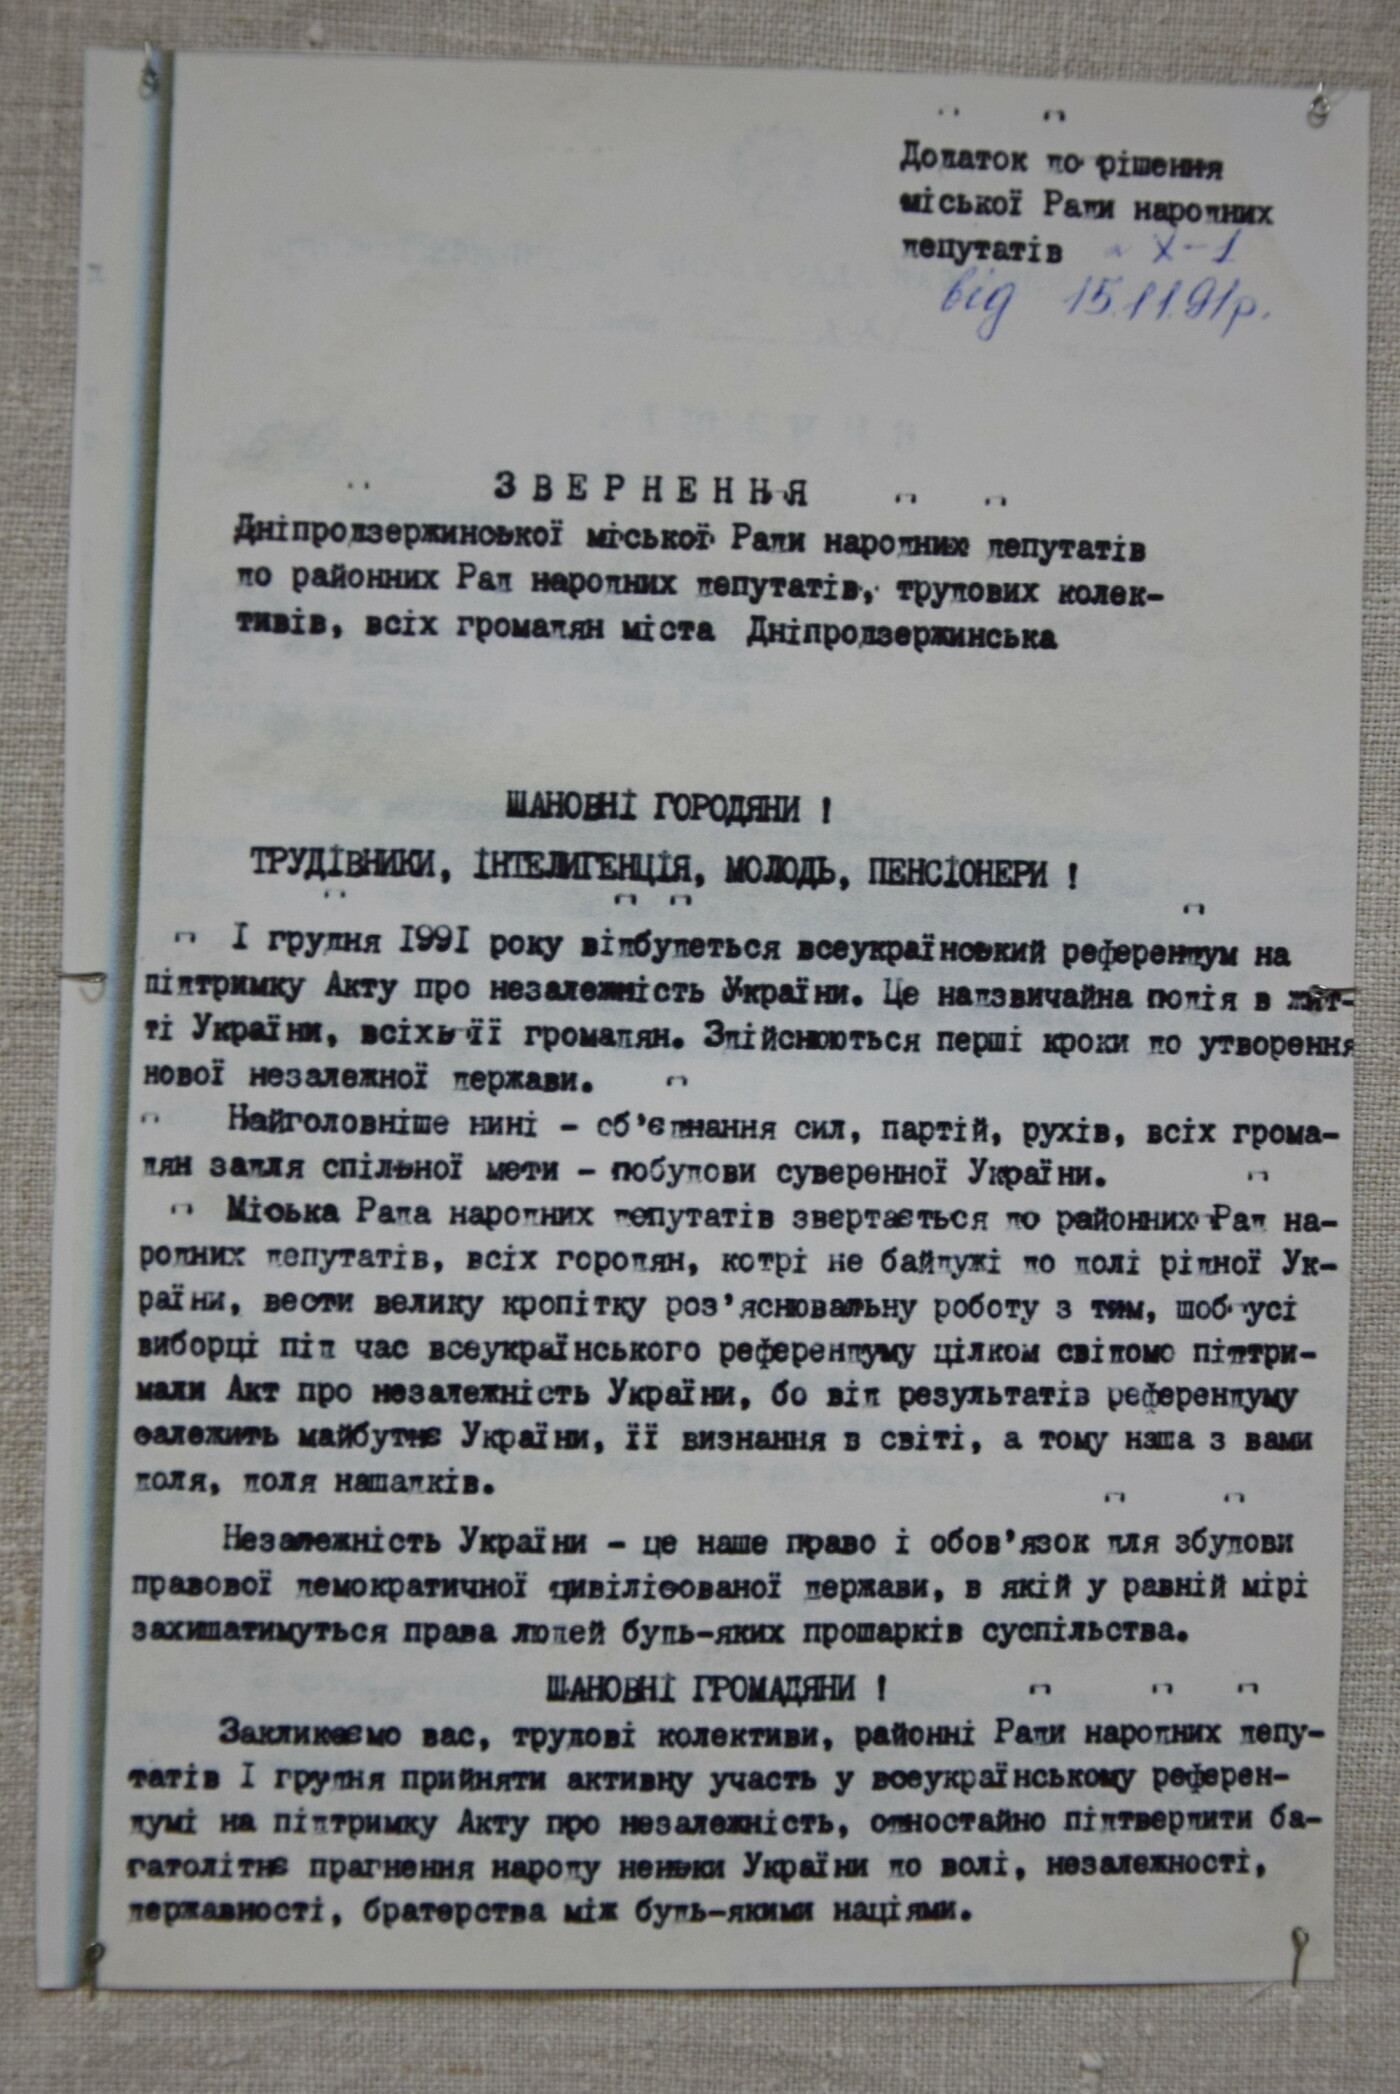 Додаток до рішення
міської Ради народних
депутатів № X-1
від 15.11.91р.
ЗВЕРНЕННЯ
Дніпродзержинської міської Ради народних депутатів
до районних Рад народних депутатів, трудових колек-
тивів, всіх громадян міста Дніпродзержинська
ШАНОВНІ ГОРОДЯНИ !
ТРУДІВНИКИ, ІНТЕЛИГЕНЦІЯ, МОЛОДЬ, ПЕНСІОНЕРИ !
І грудня І99І року відбудеться всеукраїнський референдум на
підтримку Акту про незалежність України. Це надзвичайна подія в жит-
ті України, всіх її громадян. Здійснюються перші кроки до утворення
нової незалежної держави.
Найголовніше нині - об'єднання сил, партій, рухів, всіх грома-
дян задля спільної мети - побудови суверенної України.
Міська Рада народних депутатів звертається до районних Рад на-
родних депутатів, всіх городян, котрі не байдужі до долі рідної Ук-
раїни, вести велику кропітку роз'яснювальну роботу з тим, щоб усі
виборці під час всеукраїнського референдуму цілком свідомо підтри-
мали Акт про незалежність України, бо від результатів референдуму
залежить майбутнє України, її визнання в світі, а тому наша з вами
доля, доля нащадків.
Незалежність України - це наше право і обов'язок для збудови
правової демократичної цивілізованої держави, в якій у равній мірі
захищатимуться права людей будь-яких прошарків суспільства.
ШАНОВНІ ГРОМАДЯНИ !
Закликаємо вас, трудові колективи, районні Ради народних депу-
татів І грудня прийняти активну участь у всеукраїнському референ-
думі на підтримку Акту про незалежність, одностайно підтвердити ба-
гатолітнє прагнення народу неньки України до волі, незалежності,
державності, братерства між будь-якими націями.